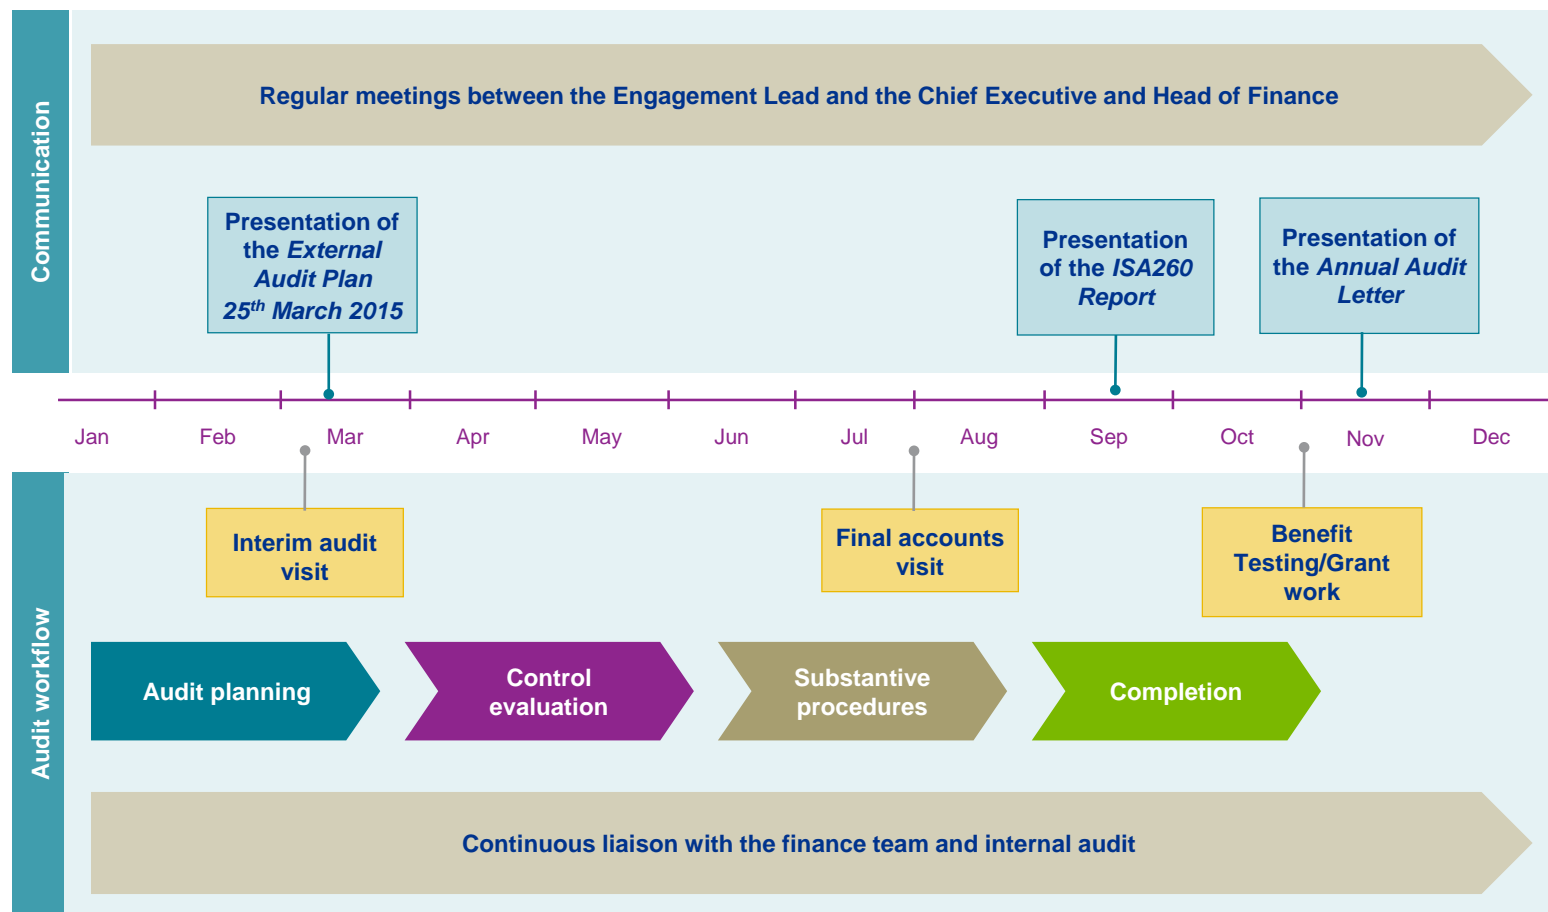 Communication
Regular meetings between the Engagement Lead and the Chief Executive and Head of Finance
Presentation of
the External
Audit Plan
25th March 2015
Presentation
of the ISA260
Report
Presentation of
the Annual Audit
Letter
Jan Feb Mar Apr May Jun Jul Aug Sep Oct Nov Dec
Audit workflow
Interim audit
visit
Final accounts
visit
Benefit
Testing/Grant
work
Audit planning
Control
evaluation
Substantive
procedures
Completion
Continuous liaison with the finance team and internal audit